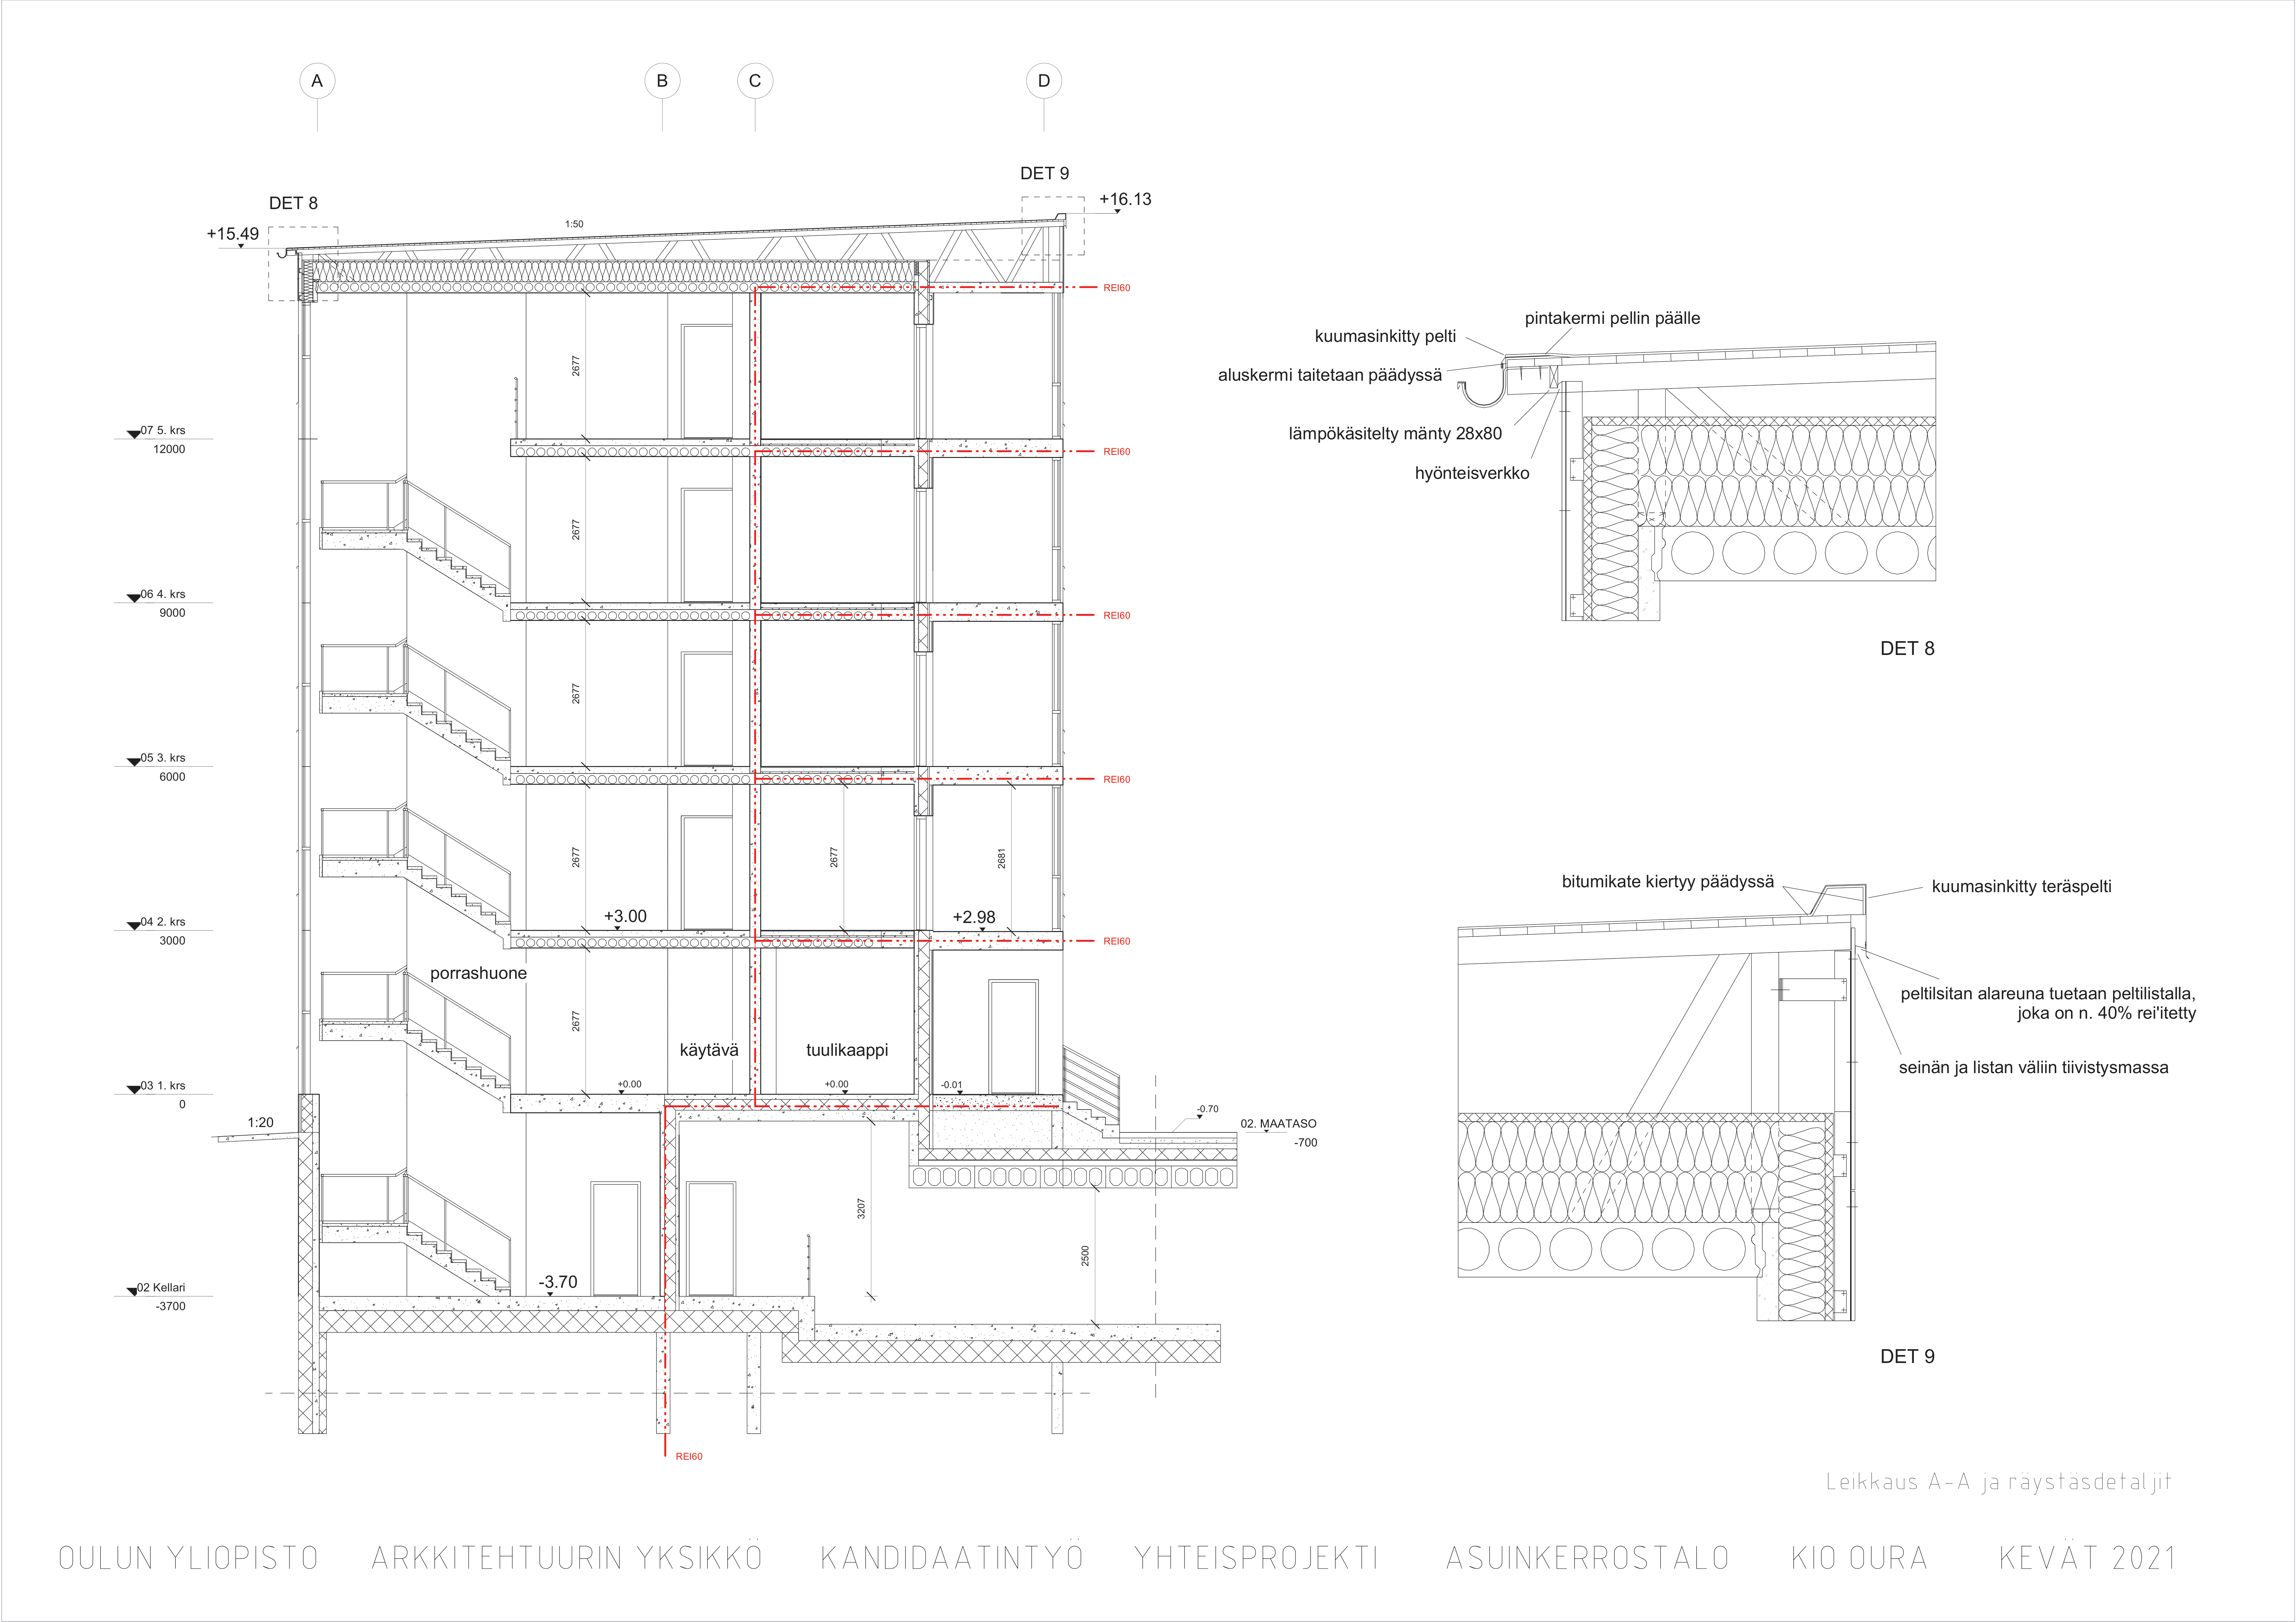 A
B
C
D
DET 9
+16.13
DET 8
+15.49
1:50
REI60
2677
07 5. krs
12000
REI60
2677
06 4. krs
9000
REI60
2677
05 3. krs
6000
REI60
2677
2677
2681
+3.00
+2.98
04 2. krs
3000
REI60
porrashuone
2677
käytävä
tuulikaappi
03 1. krs
0
+0.00
+0.00
-0.01
1:20
-0.70
02. MAATASO
-700
3207
2500
02 Kellari
-3700
-3.70
REI60
pintakermi pellin päälle
kuumasinkitty pelti
aluskermi taitetaan päädyssä
lämpökäsitelty mänty 28x80
hyönteisverkko
DET 8
bitumikate kiertyy päädyssä
kuumasinkitty teräspelti
peltilsitan alareuna tuetaan peltilistalla,
joka on n. 40% rei'itetty
seinän ja listan väliin tiivistysmassa
DET 9
Leikkaus A-A ja räystäsdetaljit
OULUN YLIOPISTO ARKKITEHTUURIN YKSIKKÖ KANDIDAATINTYÖ YHTEISPROJEKTI ASUINKERROSTALO KIO OURA KEVÄT 2021